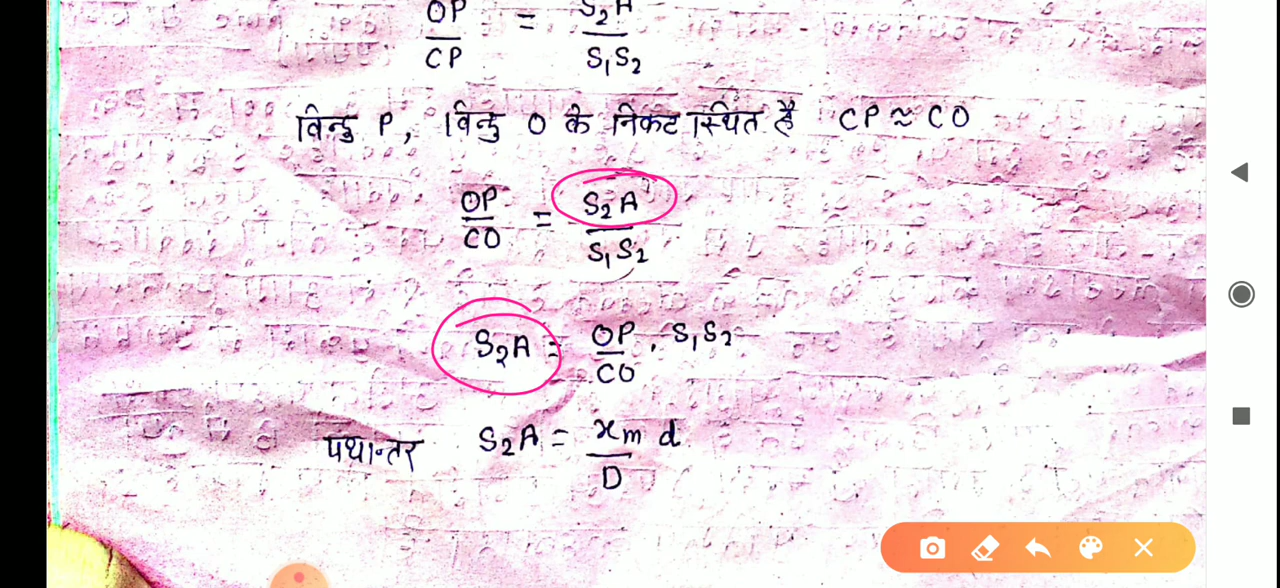 OP/CP = S₂A/S₁S₂
विन्दु P, विन्दु O के निकट स्थित है CP ≈ CO
OP/CO = S₂A/S₁S₂
S₂A = OP/CO . S₁S₂
पथान्तर S₂A = xm d/D